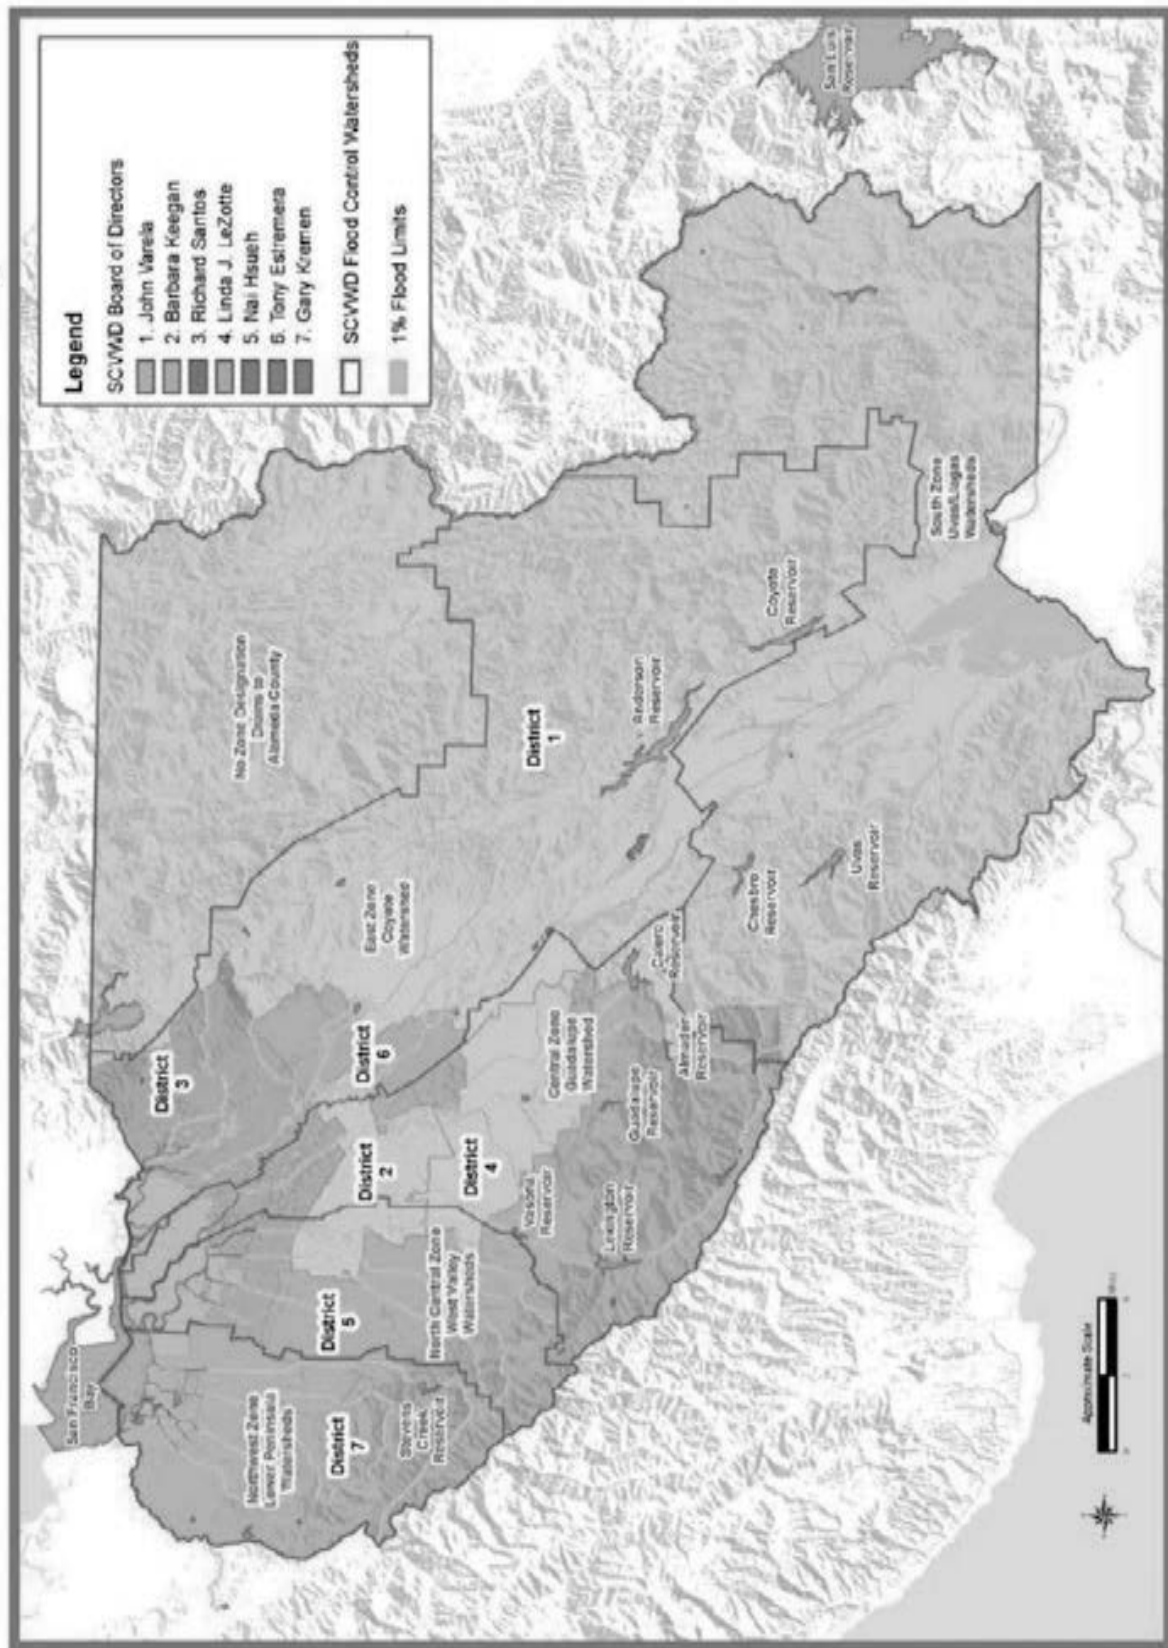 Legend
SCVWD Board of Directors
1. John Varela
2. Barbara Keegan
3. Richard Santos
4. Linda J. LeZotte
5. Nai Hsueh
6. Tony Estremera
7. Gary Kremen
SCVWD Flood Control Watersheds
1% Flood Limits
San Luis
Reservoir
San Francisco
Bay
No Zone Designation
Drains to
Alameda County
District
3
East Zone
Coyote
Watershed
District
6
District
1
Anderson
Reservoir
Coyote
Reservoir
South Zone
Uvas/Llagas
Watersheds
Northwest Zone
Lower Peninsula
Watersheds
District
7
Stevens
Creek
Reservoir
District
5
North Central Zone
West Valley
Watersheds
District
2
District
4
Vasona
Reservoir
Lexington
Reservoir
Central Zone
Guadalupe
Watershed
Guadalupe
Reservoir
Almaden
Reservoir
Calero
Reservoir
Chesbro
Reservoir
Uvas
Reservoir
Approximate Scale